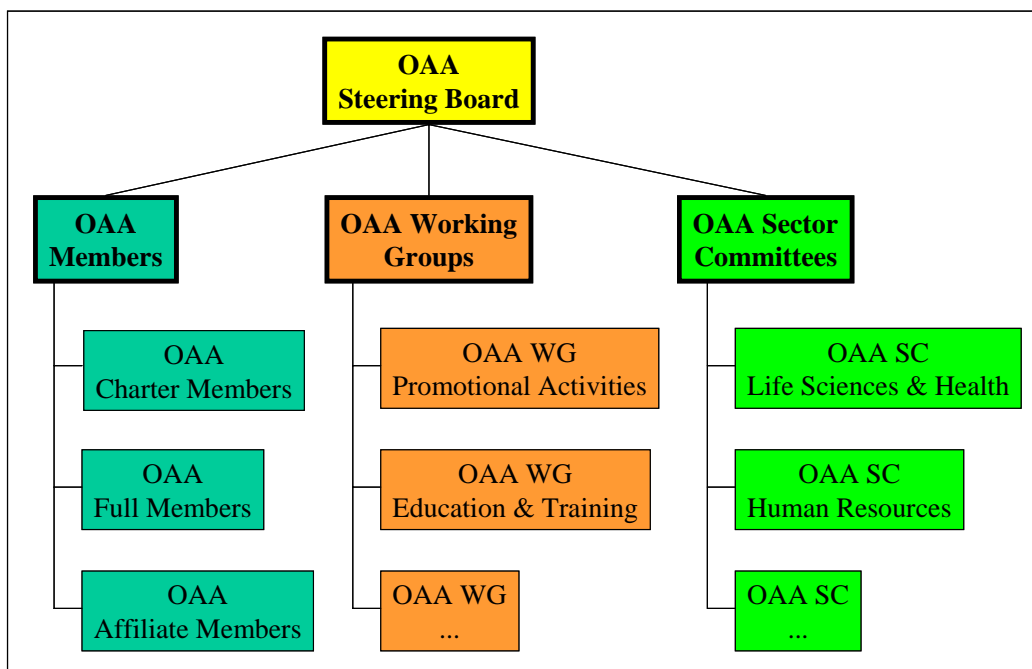 OAA
Steering Board
OAA
Members
OAA Working
Groups
OAA Sector
Committees
OAA
Charter Members
OAA WG
Promotional Activities
OAA SC
Life Sciences & Health
OAA
Full Members
OAA WG
Education & Training
OAA SC
Human Resources
OAA
Affiliate Members
OAA WG
...
OAA SC
...